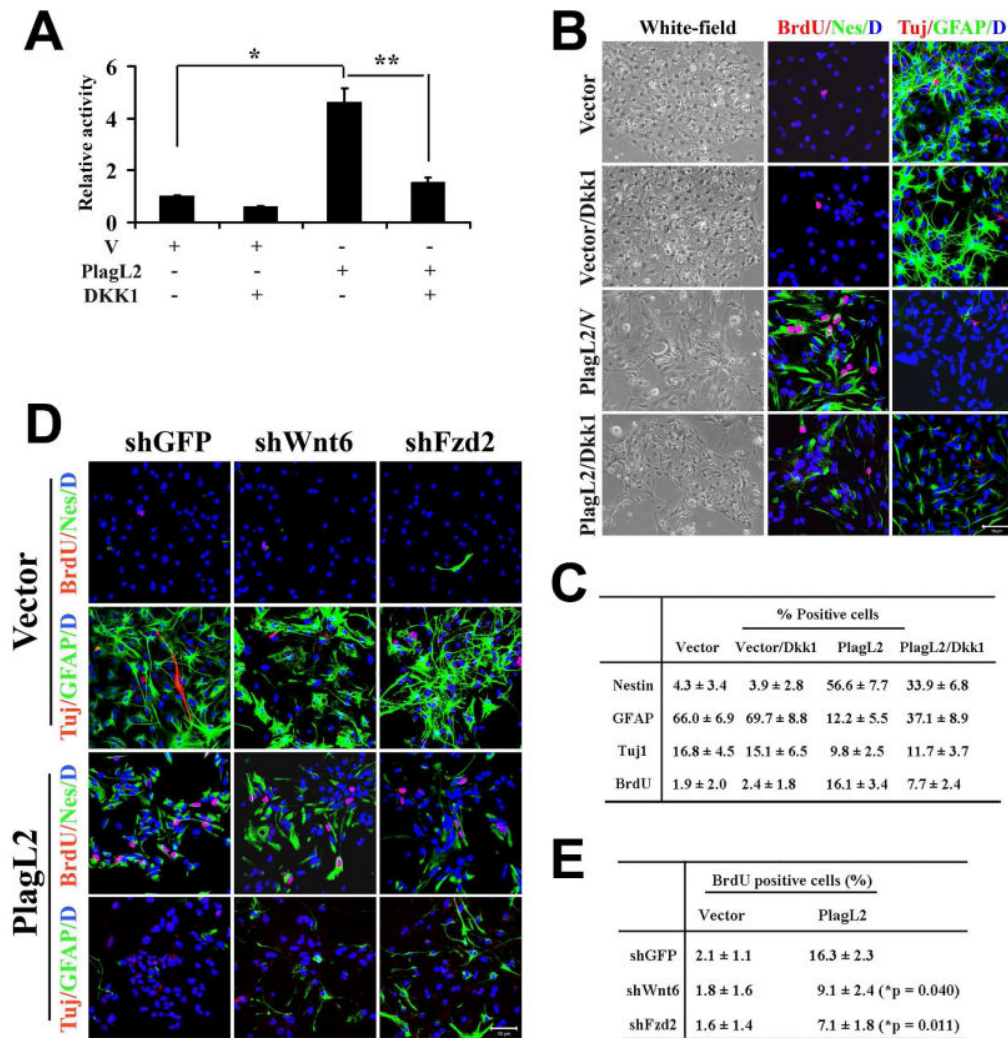 A
Relative activity
6
4
2
0
*
**
V + + - -
PlagL2 - - + +
DKK1 - + - +
B
White-field BrdU/Nes/D Tuj/GFAP/D
Vector
Vector/Dkk1
PlagL2/V
PlagL2/Dkk1
C
% Positive cells
Vector Vector/Dkk1 PlagL2 PlagL2/Dkk1
Nestin 4.3 ± 3.4 3.9 ± 2.8 56.6 ± 7.7 33.9 ± 6.8
GFAP 66.0 ± 6.9 69.7 ± 8.8 12.2 ± 5.5 37.1 ± 8.9
Tuj1 16.8 ± 4.5 15.1 ± 6.5 9.8 ± 2.5 11.7 ± 3.7
BrdU 1.9 ± 2.0 2.4 ± 1.8 16.1 ± 3.4 7.7 ± 2.4
D
shGFP shWnt6 shFzd2
Vector
BrdU/Nes/D
Tuj/GFAP/D
PlagL2
BrdU/Nes/D
Tuj/GFAP/D
E
BrdU positive cells (%)
Vector PlagL2
shGFP 2.1 ± 1.1 16.3 ± 2.3
shWnt6 1.8 ± 1.6 9.1 ± 2.4 (*p = 0.040)
shFzd2 1.6 ± 1.4 7.1 ± 1.8 (*p = 0.011)